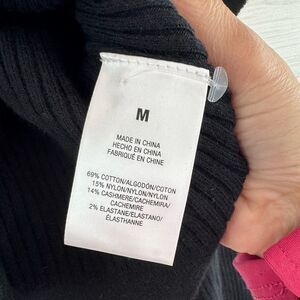 M
MADE IN CHINA
HECHO EN CHINA
FABRIQUÉ EN CHINE
69% COTTON/ALGODÓN/COTON
15% NYLON/NYLON/NYLON
14% CASHMERE/CASHMERE/
CACHEMIRE
2% ELASTANE/ELASTANO/
ÉLASTHANNE